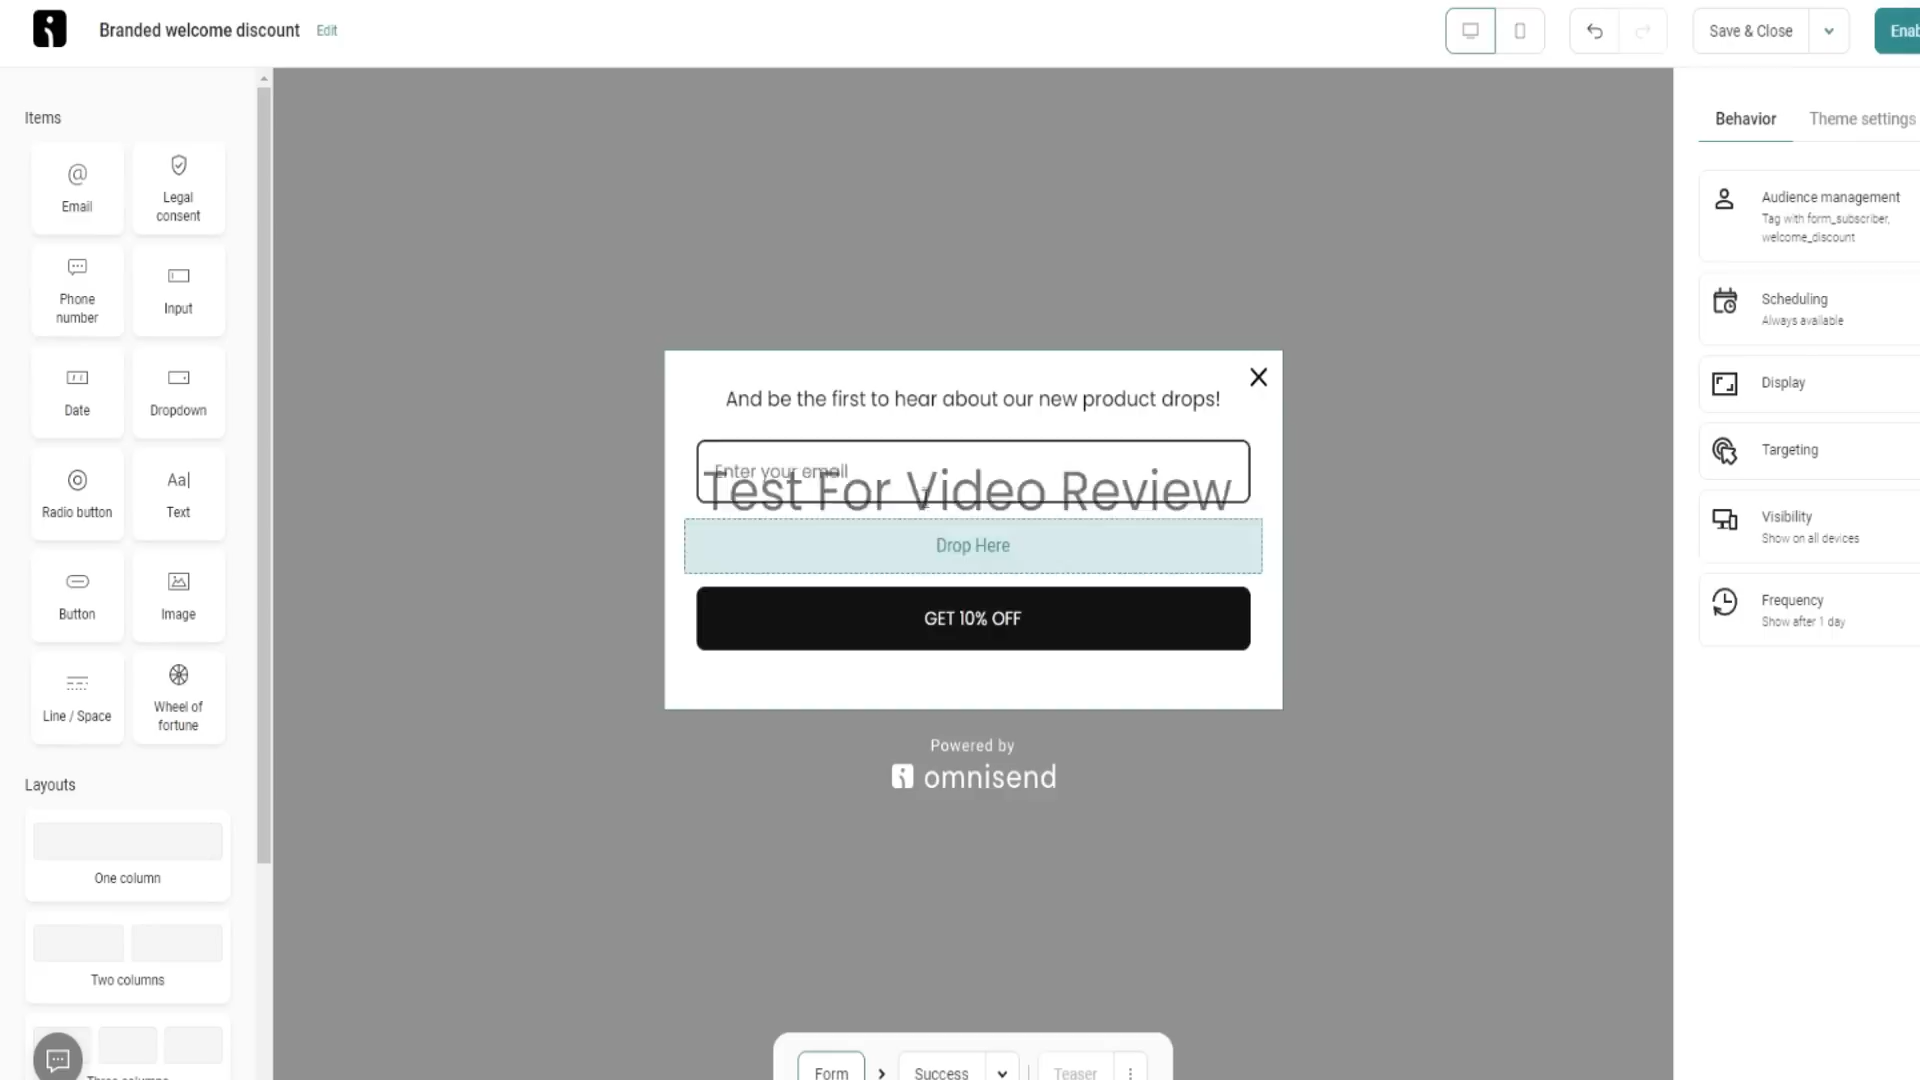 Branded welcome discount Edit
Save & Close
Enab
Items
Email
Legal
consent
Phone
number
Input
Date
Dropdown
Radio button
Aa|
Text
Button
Image
Line / Space
Wheel of
fortune
Layouts
One column
Two columns
Three columns
And be the first to hear about our new product drops!
Enter your email
Test For Video Review
Drop Here
GET 10% OFF
Powered by
omnisend
Form
Success
Teaser
Behavior
Theme settings
Audience management
Tag with form_subscriber,
welcome_discount
Scheduling
Always available
Display
Targeting
Visibility
Show on all devices
Frequency
Show after 1 day